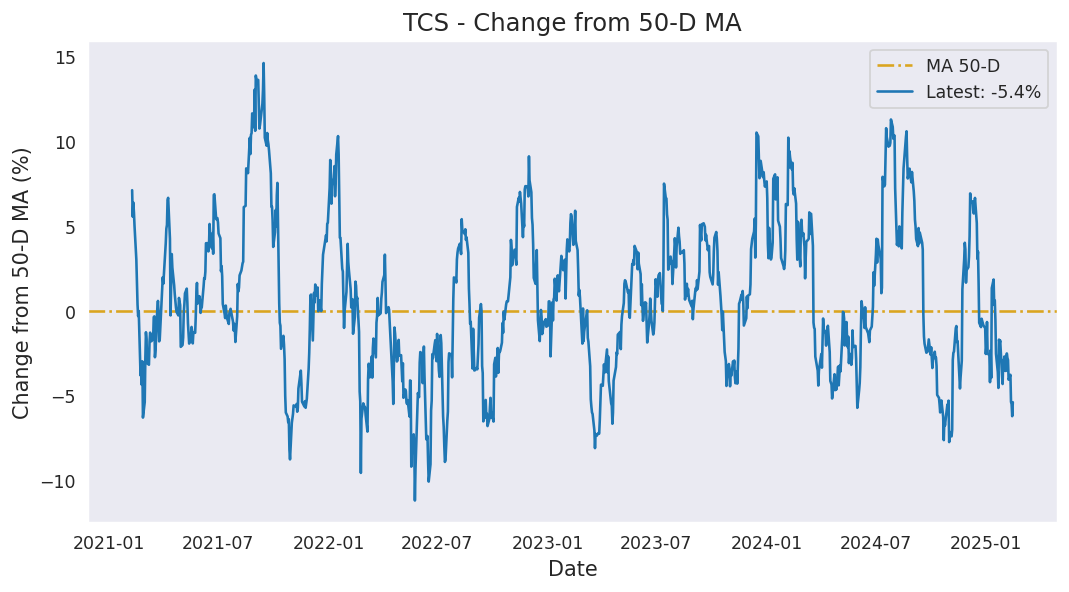 TCS - Change from 50-D MA
MA 50-D
Latest: -5.4%
Change from 50-D MA (%)
15
10
5
0
−5
−10
2021-01 2021-07 2022-01 2022-07 2023-01 2023-07 2024-01 2024-07 2025-01
Date